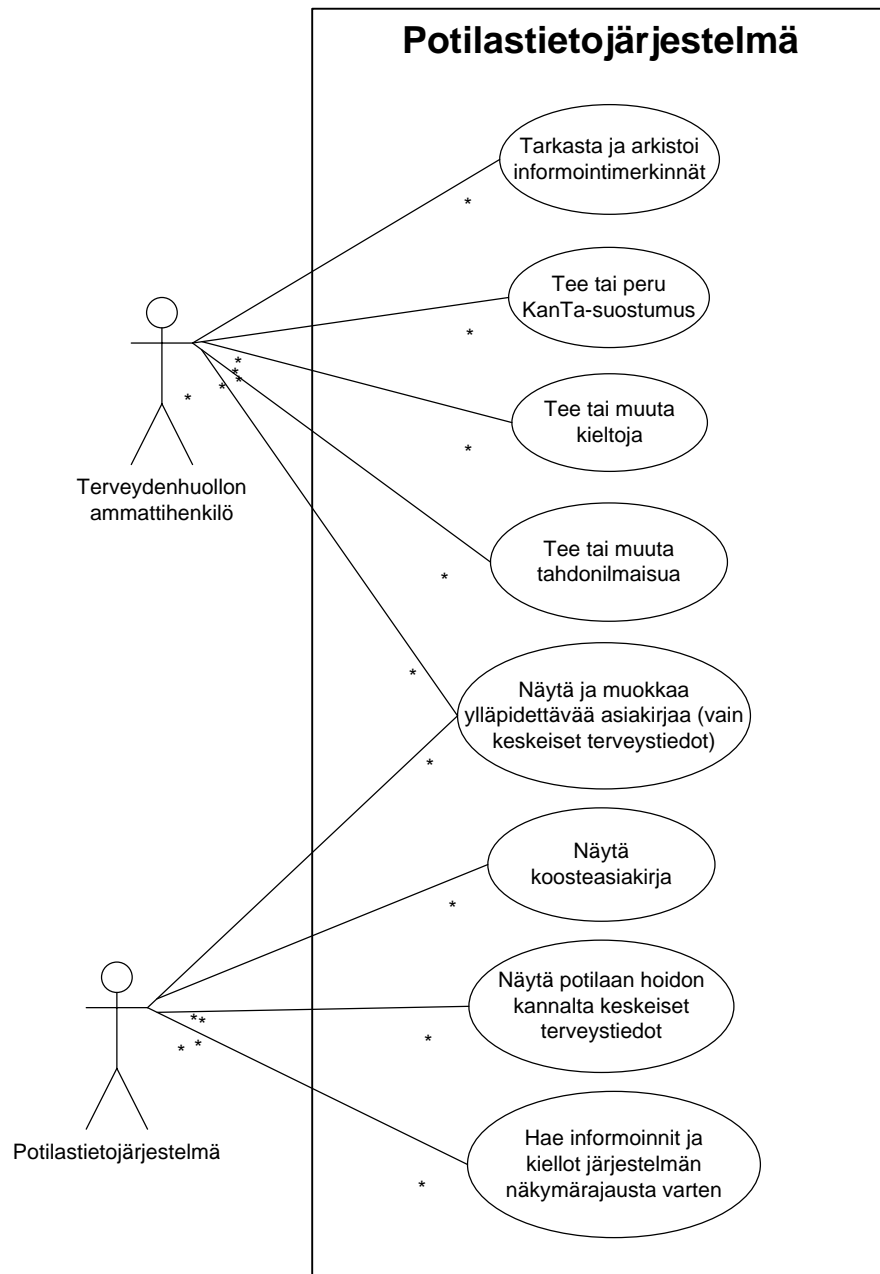 Potilastietojärjestelmä
Tarkasta ja arkistoi
informointimerkinnät
*
Tee tai peru
KanTa-suostumus
*
*
*
*
*
*
Tee tai muuta
kieltoja
*
Terveydenhuollon
ammattihenkilö
Tee tai muuta
tahdonilmaisua
*
*
Näytä ja muokkaa
ylläpidettävää asiakirjaa (vain
keskeiset terveystiedot)
*
Näytä
koosteasiakirja
*
Näytä potilaan hoidon
kannalta keskeiset
terveystiedot
*
*
*
*
*
Potilastietojärjestelmä
Hae informoinnit ja
kiellot järjestelmän
näkymärajausta varten
*